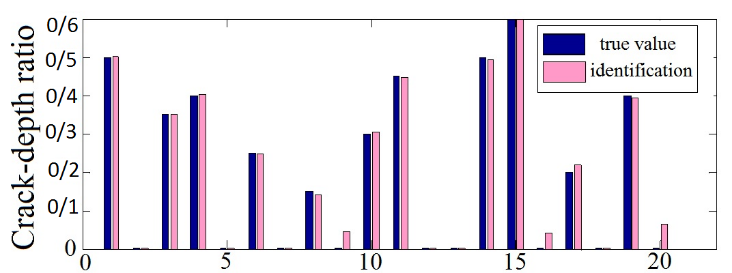 Crack-depth ratio
0/6
0/5
0/4
0/3
0/2
0/1
0
true value
identification
0 5 10 15 20